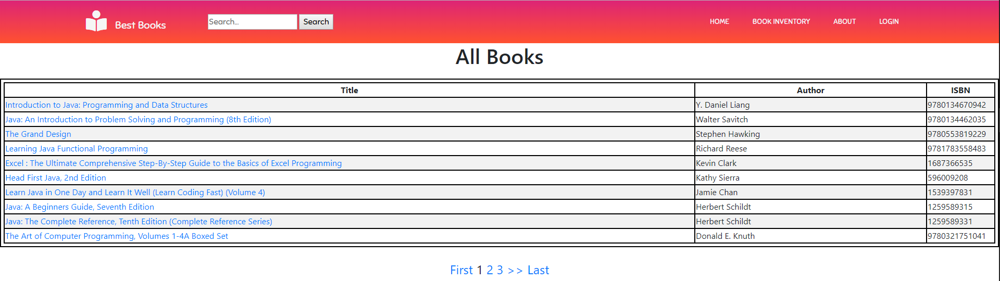 Best Books Search... Search HOME BOOK INVENTORY ABOUT LOGIN
All Books
Title Author ISBN
Introduction to Java: Programming and Data Structures Y. Daniel Liang 9780134670942
Java: An Introduction to Problem Solving and Programming (8th Edition) Walter Savitch 9780134462035
The Grand Design Stephen Hawking 9780553819229
Learning Java Functional Programming Richard Reese 9781783558483
Excel : The Ultimate Comprehensive Step-By-Step Guide to the Basics of Excel Programming Kevin Clark 1687366535
Head First Java, 2nd Edition Kathy Sierra 596009208
Learn Java in One Day and Learn It Well (Learn Coding Fast) (Volume 4) Jamie Chan 1539397831
Java: A Beginners Guide, Seventh Edition Herbert Schildt 1259589315
Java: The Complete Reference, Tenth Edition (Complete Reference Series) Herbert Schildt 1259589331
The Art of Computer Programming, Volumes 1-4A Boxed Set Donald E. Knuth 9780321751041
First 1 2 3 >> Last